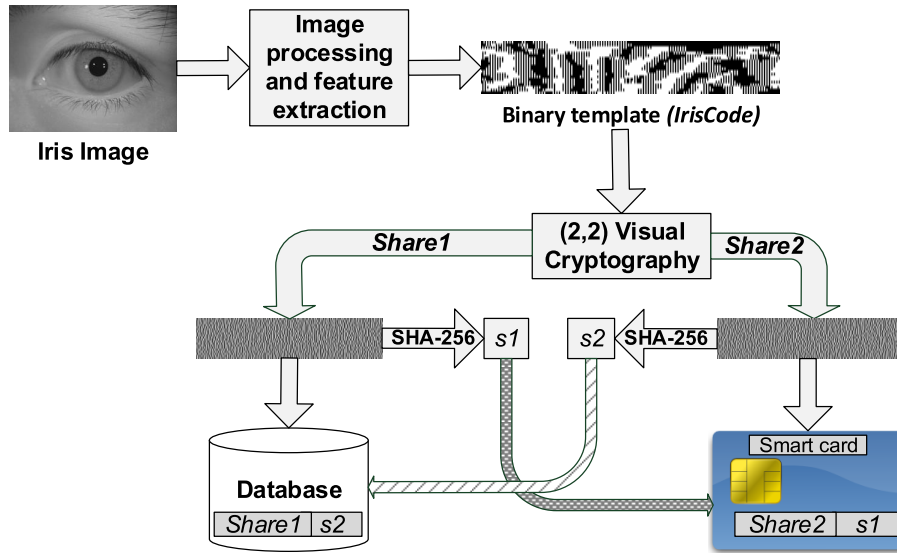 Image
processing
and feature
extraction
Iris Image
Binary template (IrisCode)
(2,2) Visual
Cryptography
Share1
Share2
SHA-256
s1
s2
SHA-256
Smart card
Database
Share1 s2
Share2 s1